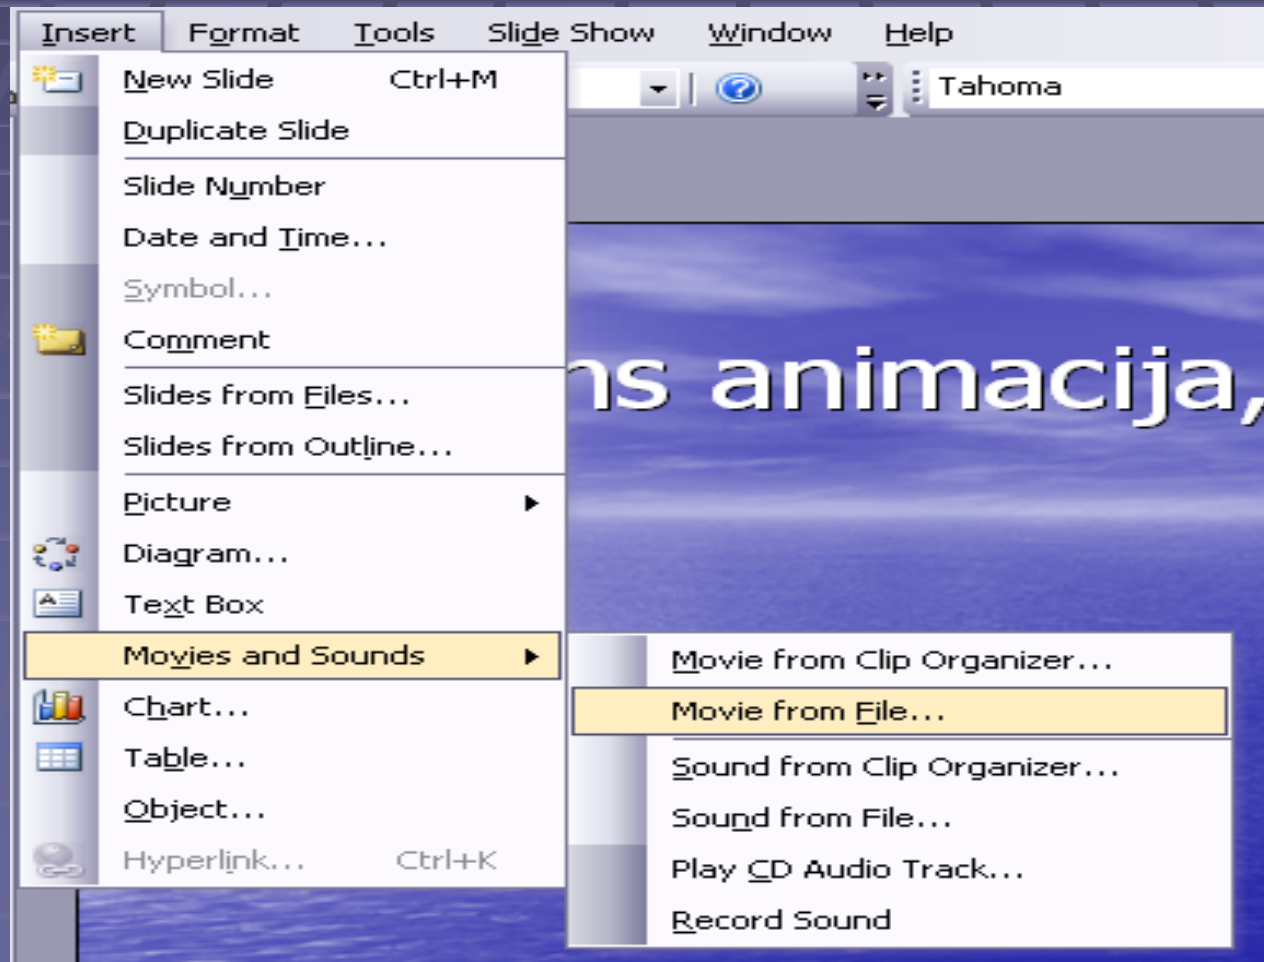 Insert Format Tools Slide Show Window Help
Tahoma
New Slide Ctrl+M
Duplicate Slide
Slide Number
Date and Time...
Symbol...
Comment
Slides from Files...
Slides from Outline...
Picture
Diagram...
Text Box
Movies and Sounds
Chart...
Table...
Object...
Hyperlink... Ctrl+K
animacija,
Movie from Clip Organizer...
Movie from File...
Sound from Clip Organizer...
Sound from File...
Play CD Audio Track...
Record Sound